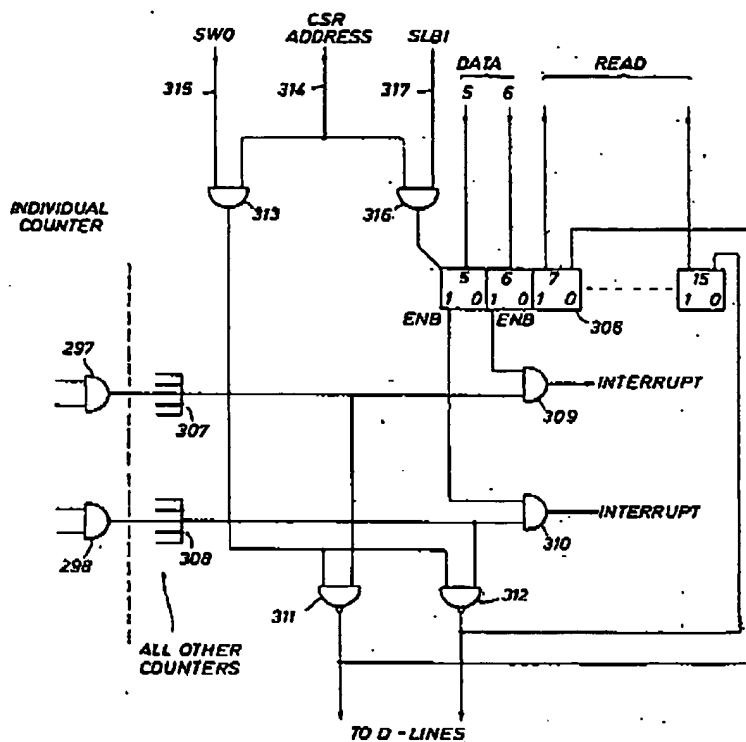 SWO
CSR
ADDRESS
SLBI
DATA
5 6
READ
315
314
317
313
316
INDIVIDUAL
COUNTER
5 6 7 15
1 0 1 0 1 0 1 0
ENB ENB 306
297
307
309
INTERRUPT
298
308
310
INTERRUPT
311
312
ALL OTHER
COUNTERS
TO D-LINES